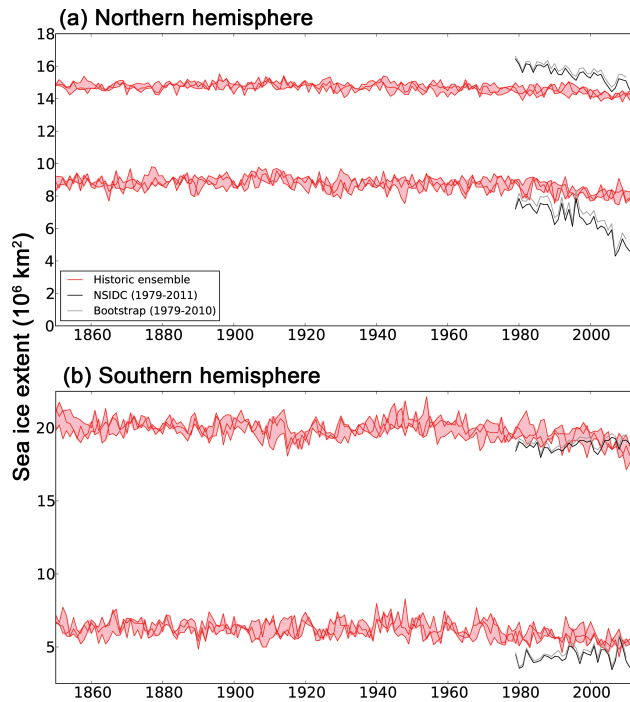 (a) Northern hemisphere
18
16
14
12
10
8
6
4
2
0
Historic ensemble
NSIDC (1979-2011)
Bootstrap (1979-2010)
1860 1880 1900 1920 1940 1960 1980 2000
Sea ice extent (10⁶ km²)
(b) Southern hemisphere
20
15
10
5
1860 1880 1900 1920 1940 1960 1980 2000